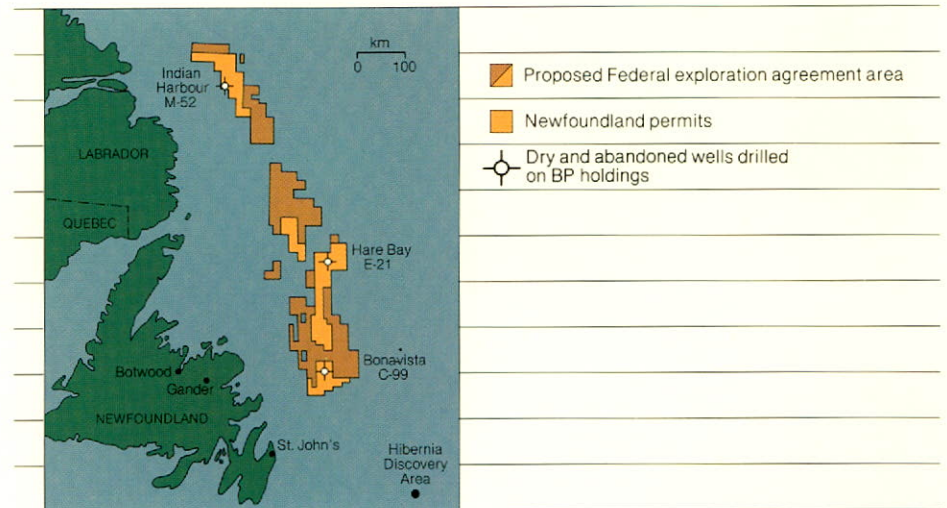 km
0 100
Indian
Harbour
M-52
LABRADOR
QUEBEC
Hare Bay
E-21
Bonavista
C-99
Botwood
Gander
NEWFOUNDLAND
St. John's
Hibernia
Discovery
Area
Proposed Federal exploration agreement area
Newfoundland permits
Dry and abandoned wells drilled
on BP holdings